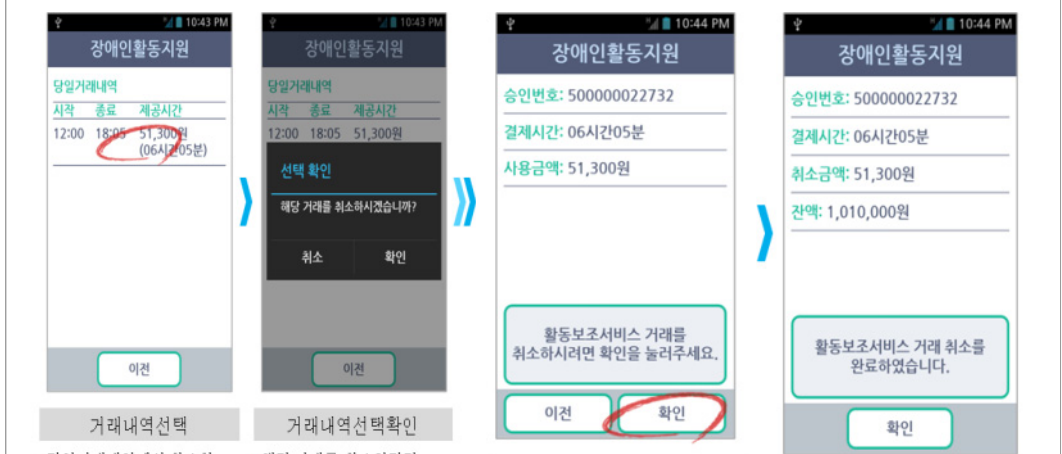 10:43 PM
장애인활동지원
당일거래내역
시작 종료 제공시간
12:00 18:05 51,300원
(06시간05분)
이전
거래내역선택
10:43 PM
장애인활동지원
당일거래내역
시작 종료 제공시간
12:00 18:05 51,300원
선택 확인
해당 거래를 취소하시겠습니까?
취소 확인
이전
거래내역선택확인
10:44 PM
장애인활동지원
승인번호: 500000022732
결제시간: 06시간05분
사용금액: 51,300원
활동보조서비스 거래를
취소하시려면 확인을 눌러주세요.
이전 확인
10:44 PM
장애인활동지원
승인번호: 500000022732
결제시간: 06시간05분
취소금액: 51,300원
잔액: 1,010,000원
활동보조서비스 거래 취소를
완료하였습니다.
확인